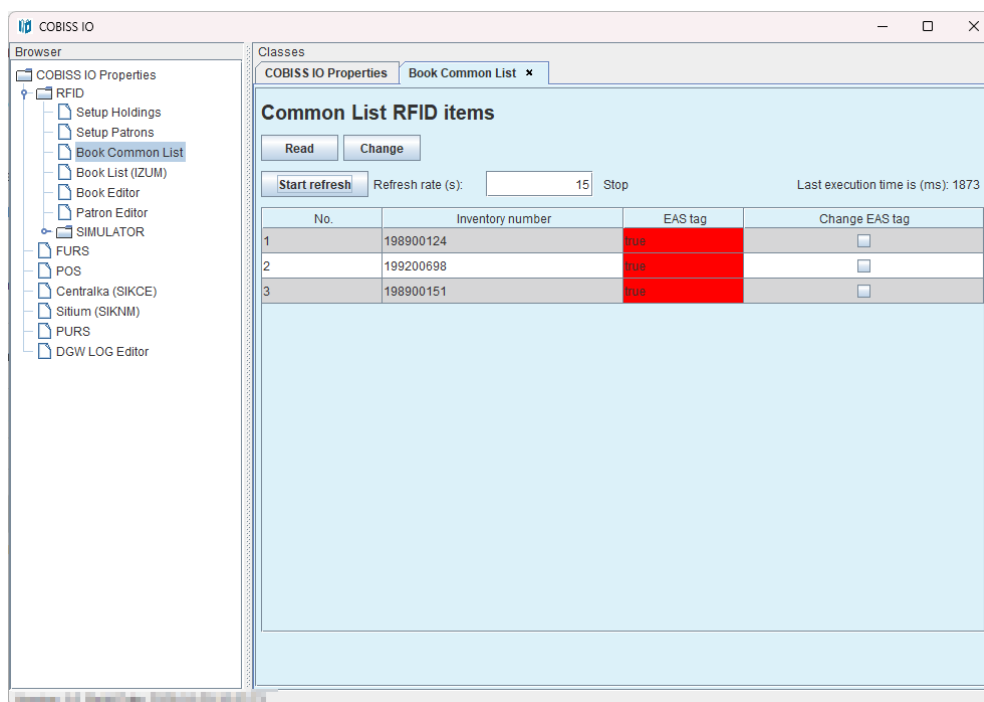 COBISS IO
Browser
COBISS IO Properties
RFID
Setup Holdings
Setup Patrons
Book Common List
Book List (IZUM)
Book Editor
Patron Editor
SIMULATOR
FURS
POS
Centralka (SIKCE)
Sitium (SIKNM)
PURS
DGW LOG Editor
Classes
COBISS IO Properties Book Common List
Common List RFID items
Read Change
Start refresh Refresh rate (s): 15 Stop Last execution time is (ms): 1873
No. Inventory number EAS tag Change EAS tag
1 198900124 true
2 199200698 true
3 198900151 true